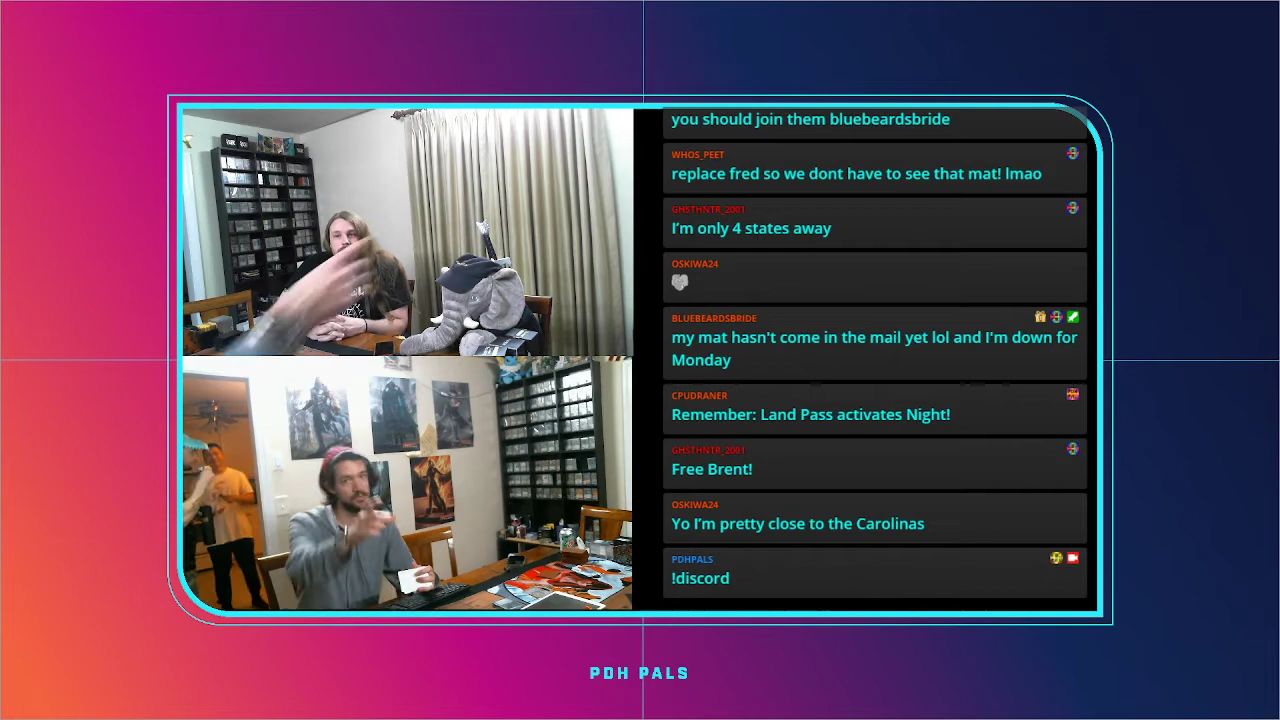 you should join them bluebeardsbride
WHOS_PEET
replace fred so we dont have to see that mat! lmao
GHSTHNTR_2001
I'm only 4 states away
OSKIWA24
BLUEBEARDSBRIDE
my mat hasn't come in the mail yet lol and I'm down for
Monday
CPUDRANER
Remember: Land Pass activates Night!
GHSTHNTR_2001
Free Brent!
OSKIWA24
Yo I'm pretty close to the Carolinas
PDHPALS
!discord
PDH PALS